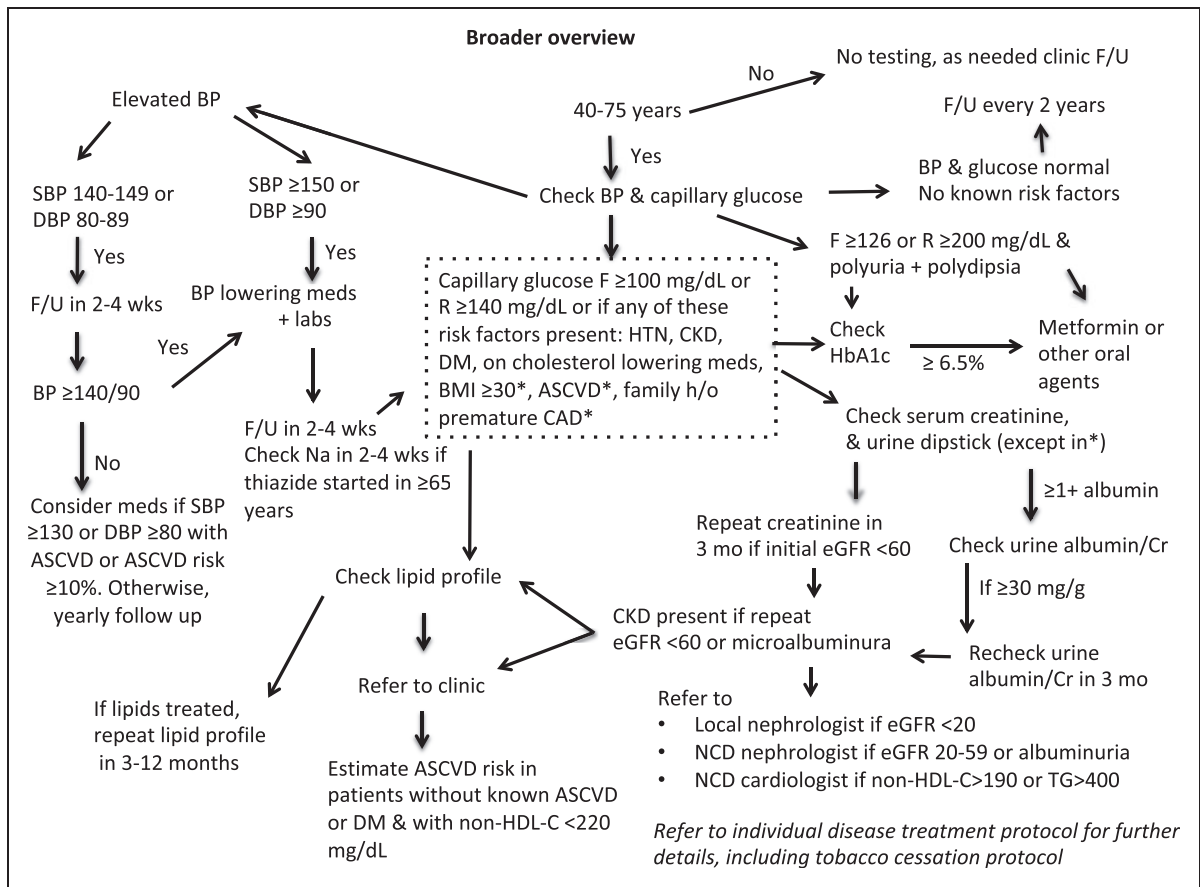 Broader overview
No testing, as needed clinic F/U
No
Elevated BP
40-75 years
F/U every 2 years
Yes
BP & glucose normal
No known risk factors
Check BP & capillary glucose
SBP 140-149 or
DBP 80-89
SBP ≥150 or
DBP ≥90
Yes
Yes
F ≥126 or R ≥200 mg/dL &
polyuria + polydipsia
F/U in 2-4 wks
BP lowering meds
+ labs
Capillary glucose F ≥100 mg/dL or
R ≥140 mg/dL or if any of these
risk factors present: HTN, CKD,
DM, on cholesterol lowering meds,
BMI ≥30*, ASCVD*, family h/o
premature CAD*
Check
HbA1c
≥ 6.5%
Metformin or
other oral
agents
Yes
BP ≥140/90
F/U in 2-4 wks
Check Na in 2-4 wks if
thiazide started in ≥65
years
Check serum creatinine,
& urine dipstick (except in*)
No
Consider meds if SBP
≥130 or DBP ≥80 with
ASCVD or ASCVD risk
≥10%. Otherwise,
yearly follow up
≥1+ albumin
Repeat creatinine in
3 mo if initial eGFR <60
Check urine albumin/Cr
If ≥30 mg/g
Check lipid profile
CKD present if repeat
eGFR <60 or microalbuminura
Recheck urine
albumin/Cr in 3 mo
Refer to clinic
If lipids treated,
repeat lipid profile
in 3-12 months
Refer to
• Local nephrologist if eGFR <20
• NCD nephrologist if eGFR 20-59 or albuminuria
• NCD cardiologist if non-HDL-C>190 or TG>400
Estimate ASCVD risk in
patients without known ASCVD
or DM & with non-HDL-C <220
mg/dL
Refer to individual disease treatment protocol for further
details, including tobacco cessation protocol